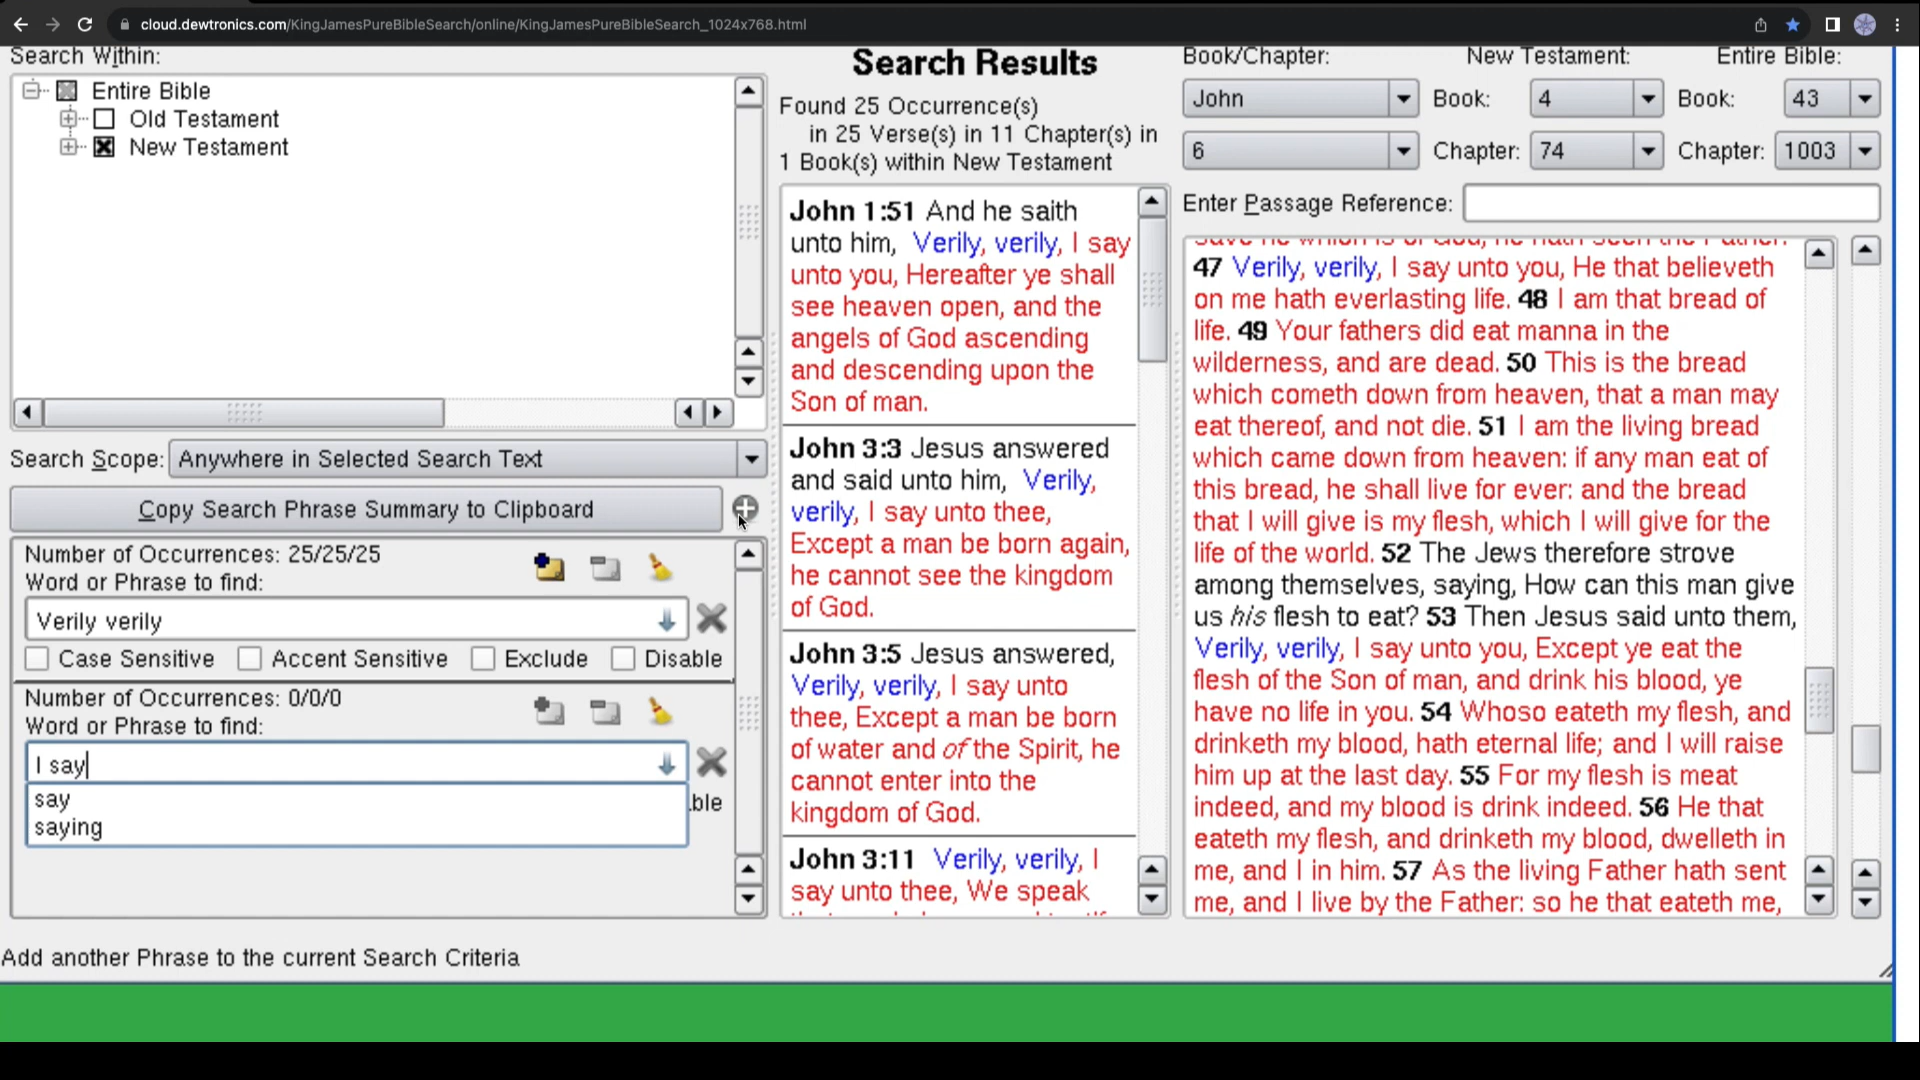 cloud.dewtronics.com/KingJamesPureBibleSearch/online/KingJamesPureBibleSearch_1024x768.html
Search Within:
Entire Bible
Old Testament
New Testament
Search Scope: Anywhere in Selected Search Text
Copy Search Phrase Summary to Clipboard
Number of Occurrences: 25/25/25
Word or Phrase to find:
Verily verily
Case Sensitive Accent Sensitive Exclude Disable
Number of Occurrences: 0/0/0
Word or Phrase to find:
I say
say
saying
ble
Add another Phrase to the current Search Criteria
Search Results
Found 25 Occurrence(s)
in 25 Verse(s) in 11 Chapter(s) in
1 Book(s) within New Testament
John 1:51 And he saith
unto him, Verily, verily, I say
unto you, Hereafter ye shall
see heaven open, and the
angels of God ascending
and descending upon the
Son of man.
John 3:3 Jesus answered
and said unto him, Verily,
verily, I say unto thee,
Except a man be born again,
he cannot see the kingdom
of God.
John 3:5 Jesus answered,
Verily, verily, I say unto
thee, Except a man be born
of water and of the Spirit, he
cannot enter into the
kingdom of God.
John 3:11 Verily, verily, I
say unto thee, We speak
Book/Chapter: New Testament: Entire Bible:
John Book: 4 Book: 43
6 Chapter: 74 Chapter: 1003
Enter Passage Reference:
save he which is of God, he hath seen the Father.
47 Verily, verily, I say unto you, He that believeth
on me hath everlasting life. 48 I am that bread of
life. 49 Your fathers did eat manna in the
wilderness, and are dead. 50 This is the bread
which cometh down from heaven, that a man may
eat thereof, and not die. 51 I am the living bread
which came down from heaven: if any man eat of
this bread, he shall live for ever: and the bread
that I will give is my flesh, which I will give for the
life of the world. 52 The Jews therefore strove
among themselves, saying, How can this man give
us his flesh to eat? 53 Then Jesus said unto them,
Verily, verily, I say unto you, Except ye eat the
flesh of the Son of man, and drink his blood, ye
have no life in you. 54 Whoso eateth my flesh, and
drinketh my blood, hath eternal life; and I will raise
him up at the last day. 55 For my flesh is meat
indeed, and my blood is drink indeed. 56 He that
eateth my flesh, and drinketh my blood, dwelleth in
me, and I in him. 57 As the living Father hath sent
me, and I live by the Father: so he that eateth me,